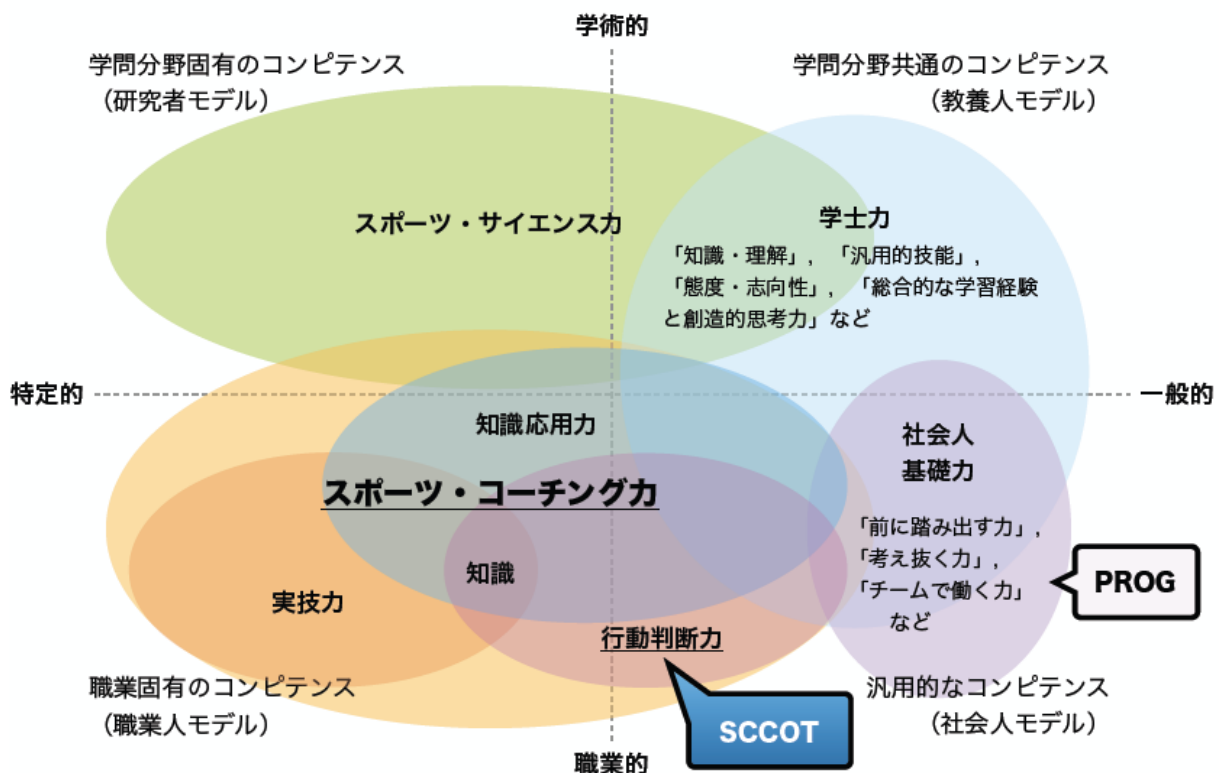 学術的
学問分野固有のコンピテンス
（研究者モデル）
学問分野共通のコンピテンス
（教養人モデル）
スポーツ・サイエンス力
学士力
「知識・理解」，「汎用的技能」，
「態度・志向性」，「総合的な学習経験
と創造的思考力」など
特定的
一般的
知識応用力
社会人
基礎力
スポーツ・コーチング力
「前に踏み出す力」，
「考え抜く力」，
「チームで働く力」
など
PROG
知識
実技力
行動判断力
職業固有のコンピテンス
（職業人モデル）
SCCOT
汎用的なコンピテンス
（社会人モデル）
職業的